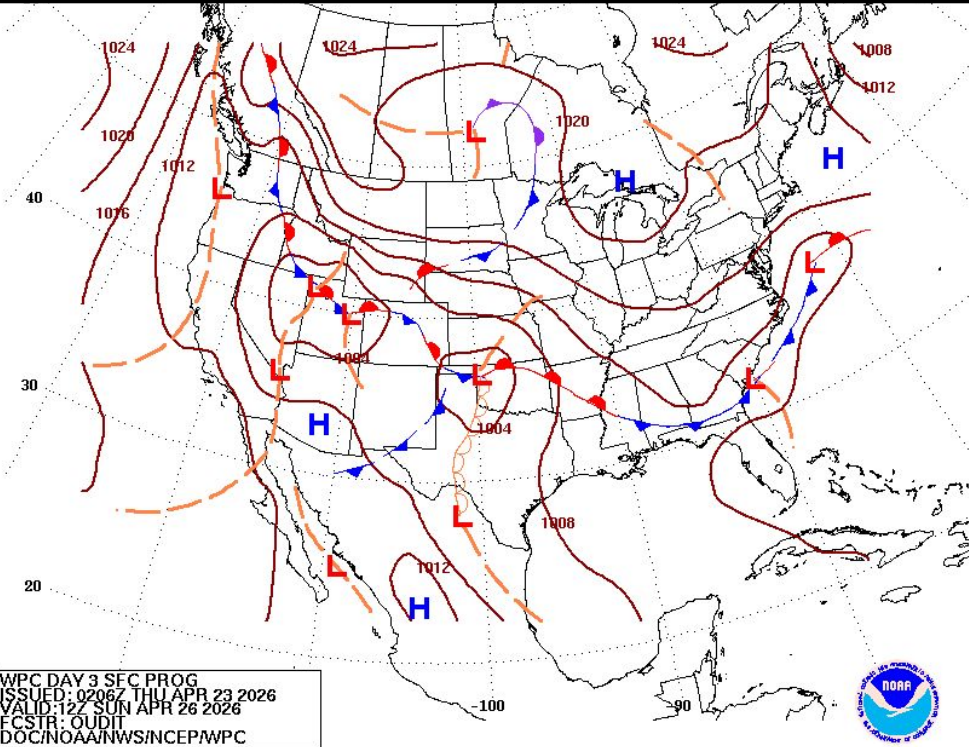 1024
1024
1024
1008
1012
1020
1020
1012
H
L
L
H
40
L
1016
L
L
L
1004
L
L
L
30
H
1004
L
1008
L
1012
H
20
-100
-90
WPC DAY 3 SFC PROG
ISSUED: 0206Z THU APR 23 2026
VALID: 12Z SUN APR 26 2026
FCSTR: OUDIT
DOC/NOAA/NWS/NCEP/WPC
NOAA